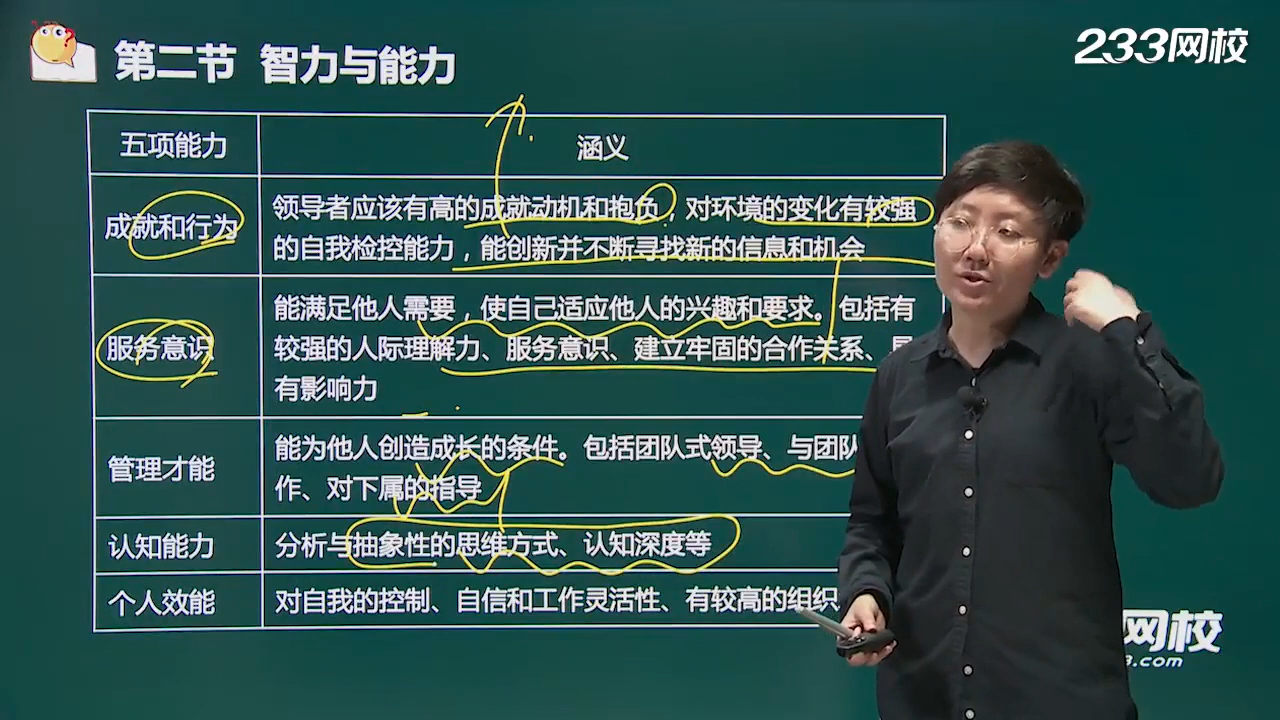 第二节 智力与能力
233网校
五项能力
涵义
成就和行为
领导者应该有高的成就动机和抱负，对环境的变化有较强
的自我检控能力，能创新并不断寻找新的信息和机会
服务意识
能满足他人需要，使自己适应他人的兴趣和要求。包括有
较强的人际理解力、服务意识、建立牢固的合作关系、
有影响力
管理才能
能为他人创造成长的条件。包括团队式领导、与团队
作、对下属的指导
认知能力
分析与抽象性的思维方式、认知深度等
个人效能
对自我的控制、自信和工作灵活性、有较高的组织
网校
3.com